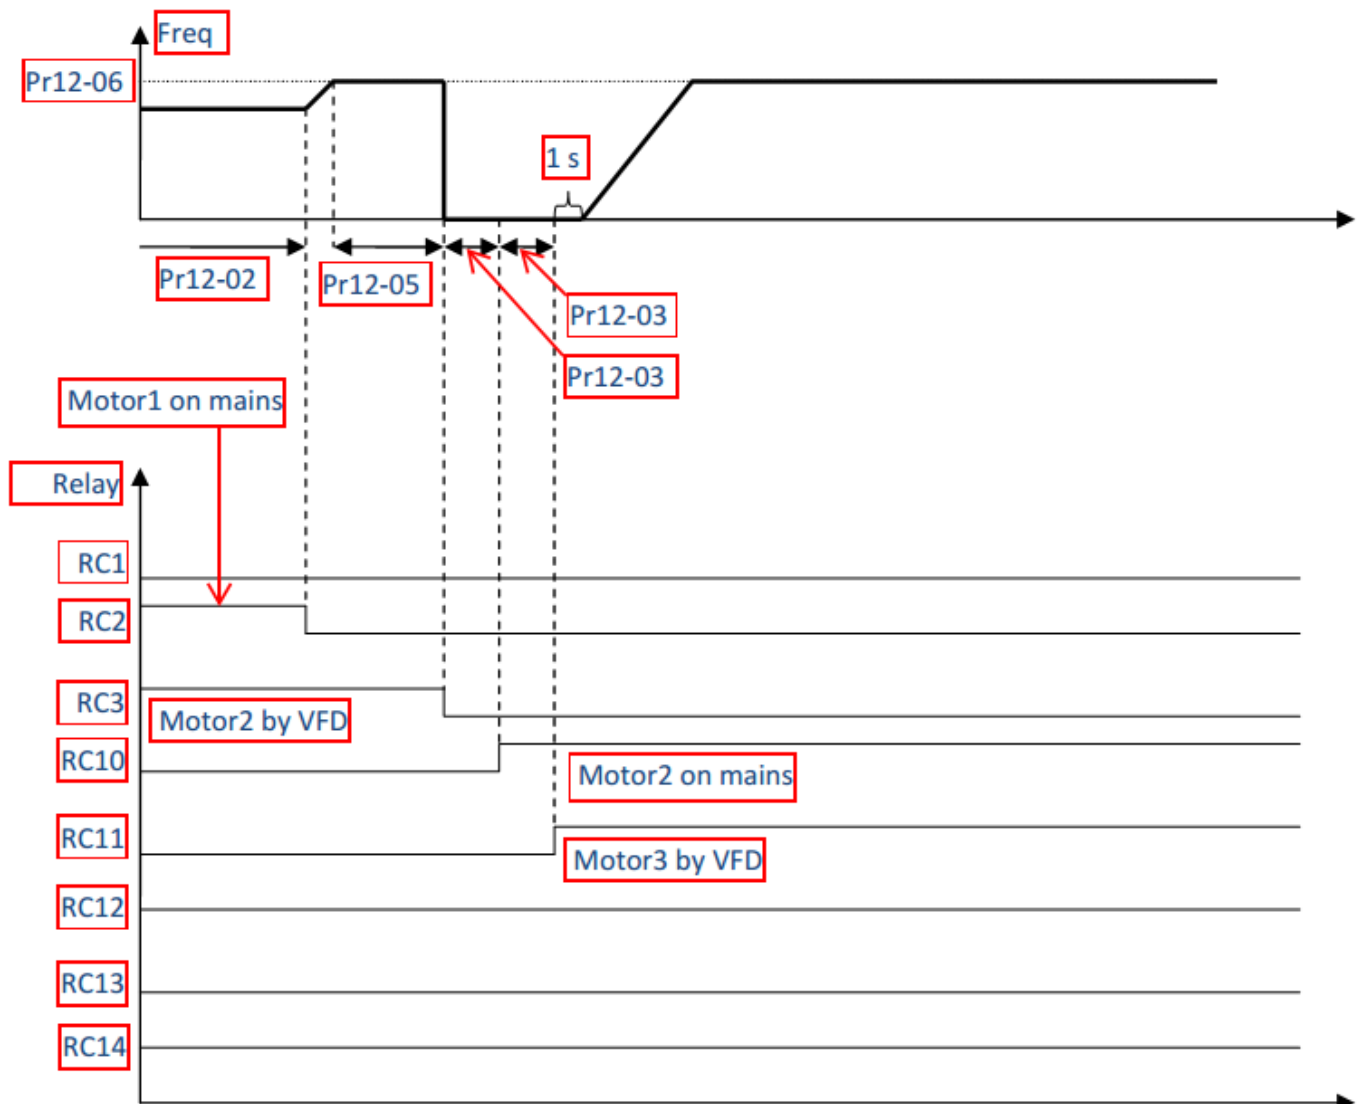 Freq
Pr12-06
1 s
Pr12-02
Pr12-05
Pr12-03
Pr12-03
Motor1 on mains
Relay
RC1
RC2
RC3
Motor2 by VFD
RC10
Motor2 on mains
RC11
Motor3 by VFD
RC12
RC13
RC14